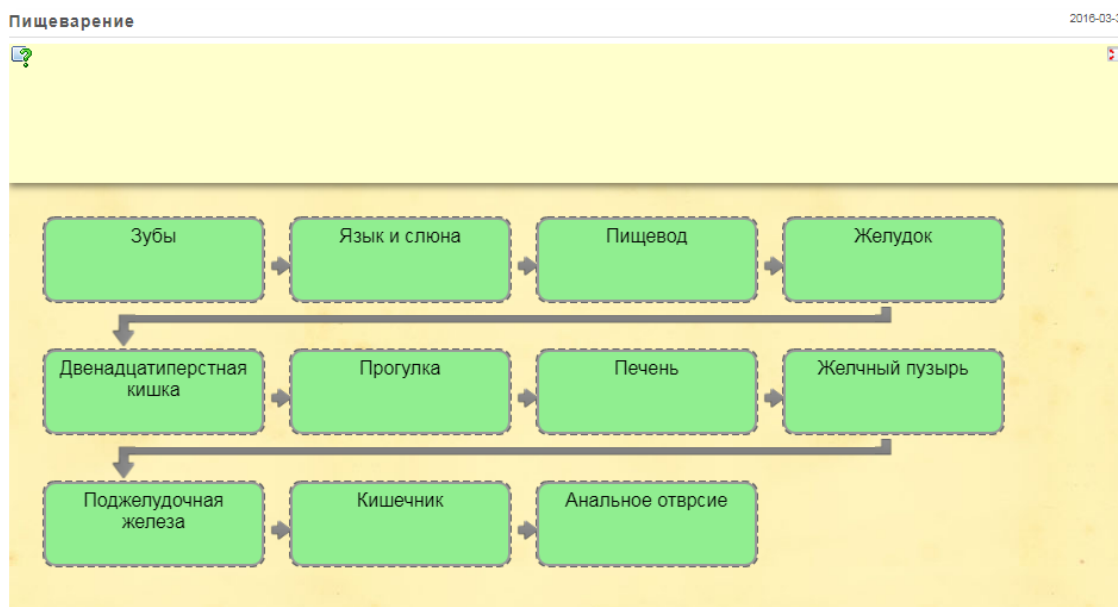 Пищеварение
2016-03-3
Зубы
Язык и слюна
Пищевод
Желудок
Двенадцатиперстная
кишка
Прогулка
Печень
Желчный пузырь
Поджелудочная
железа
Кишечник
Анальное отврсие